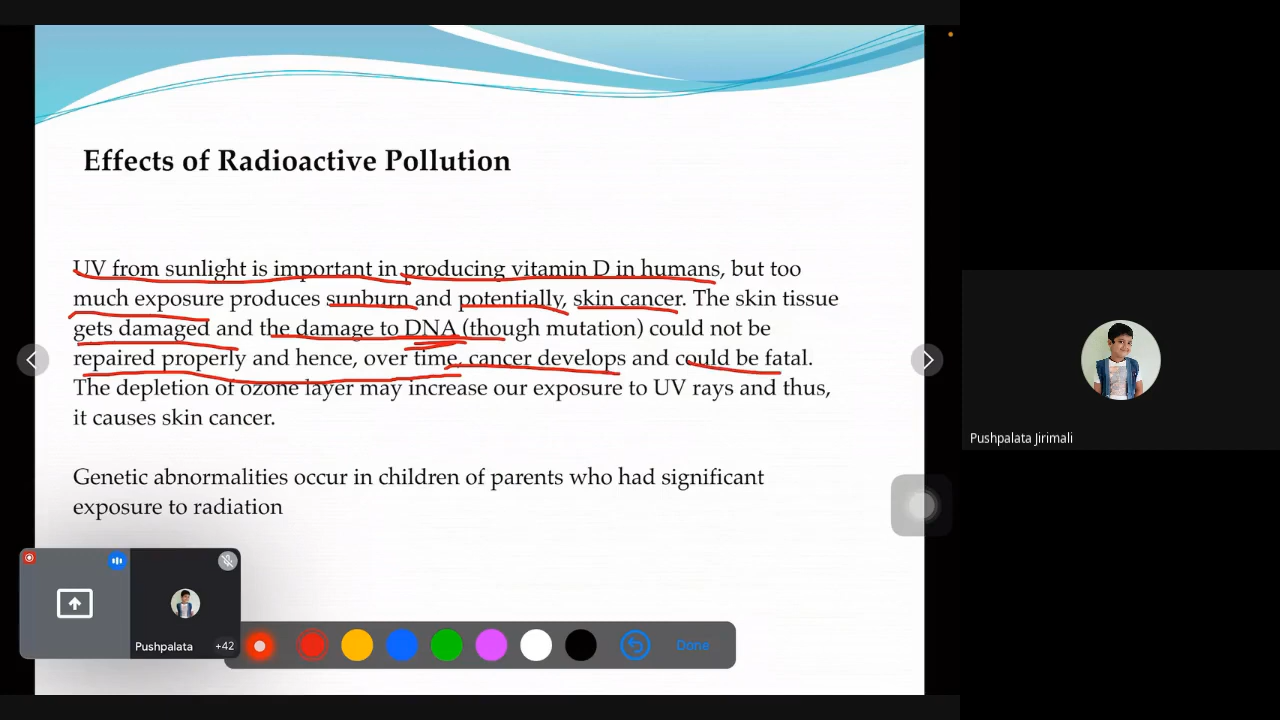 Effects of Radioactive Pollution
UV from sunlight is important in producing vitamin D in humans, but too
much exposure produces sunburn and potentially, skin cancer. The skin tissue
gets damaged and the damage to DNA (though mutation) could not be
repaired properly and hence, over time, cancer develops and could be fatal.
The depletion of ozone layer may increase our exposure to UV rays and thus,
it causes skin cancer.
Genetic abnormalities occur in children of parents who had significant
exposure to radiation
Pushpalata Jirimali
Pushpalata +42
Done